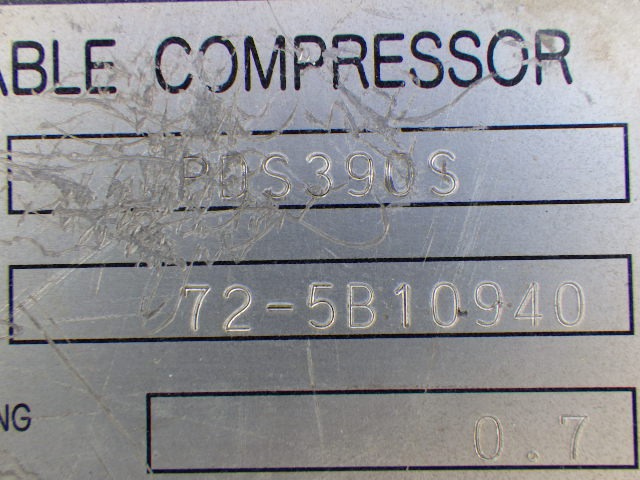 ABLE COMPRESSOR
PDS390S
72-5B10940
NG
0.7